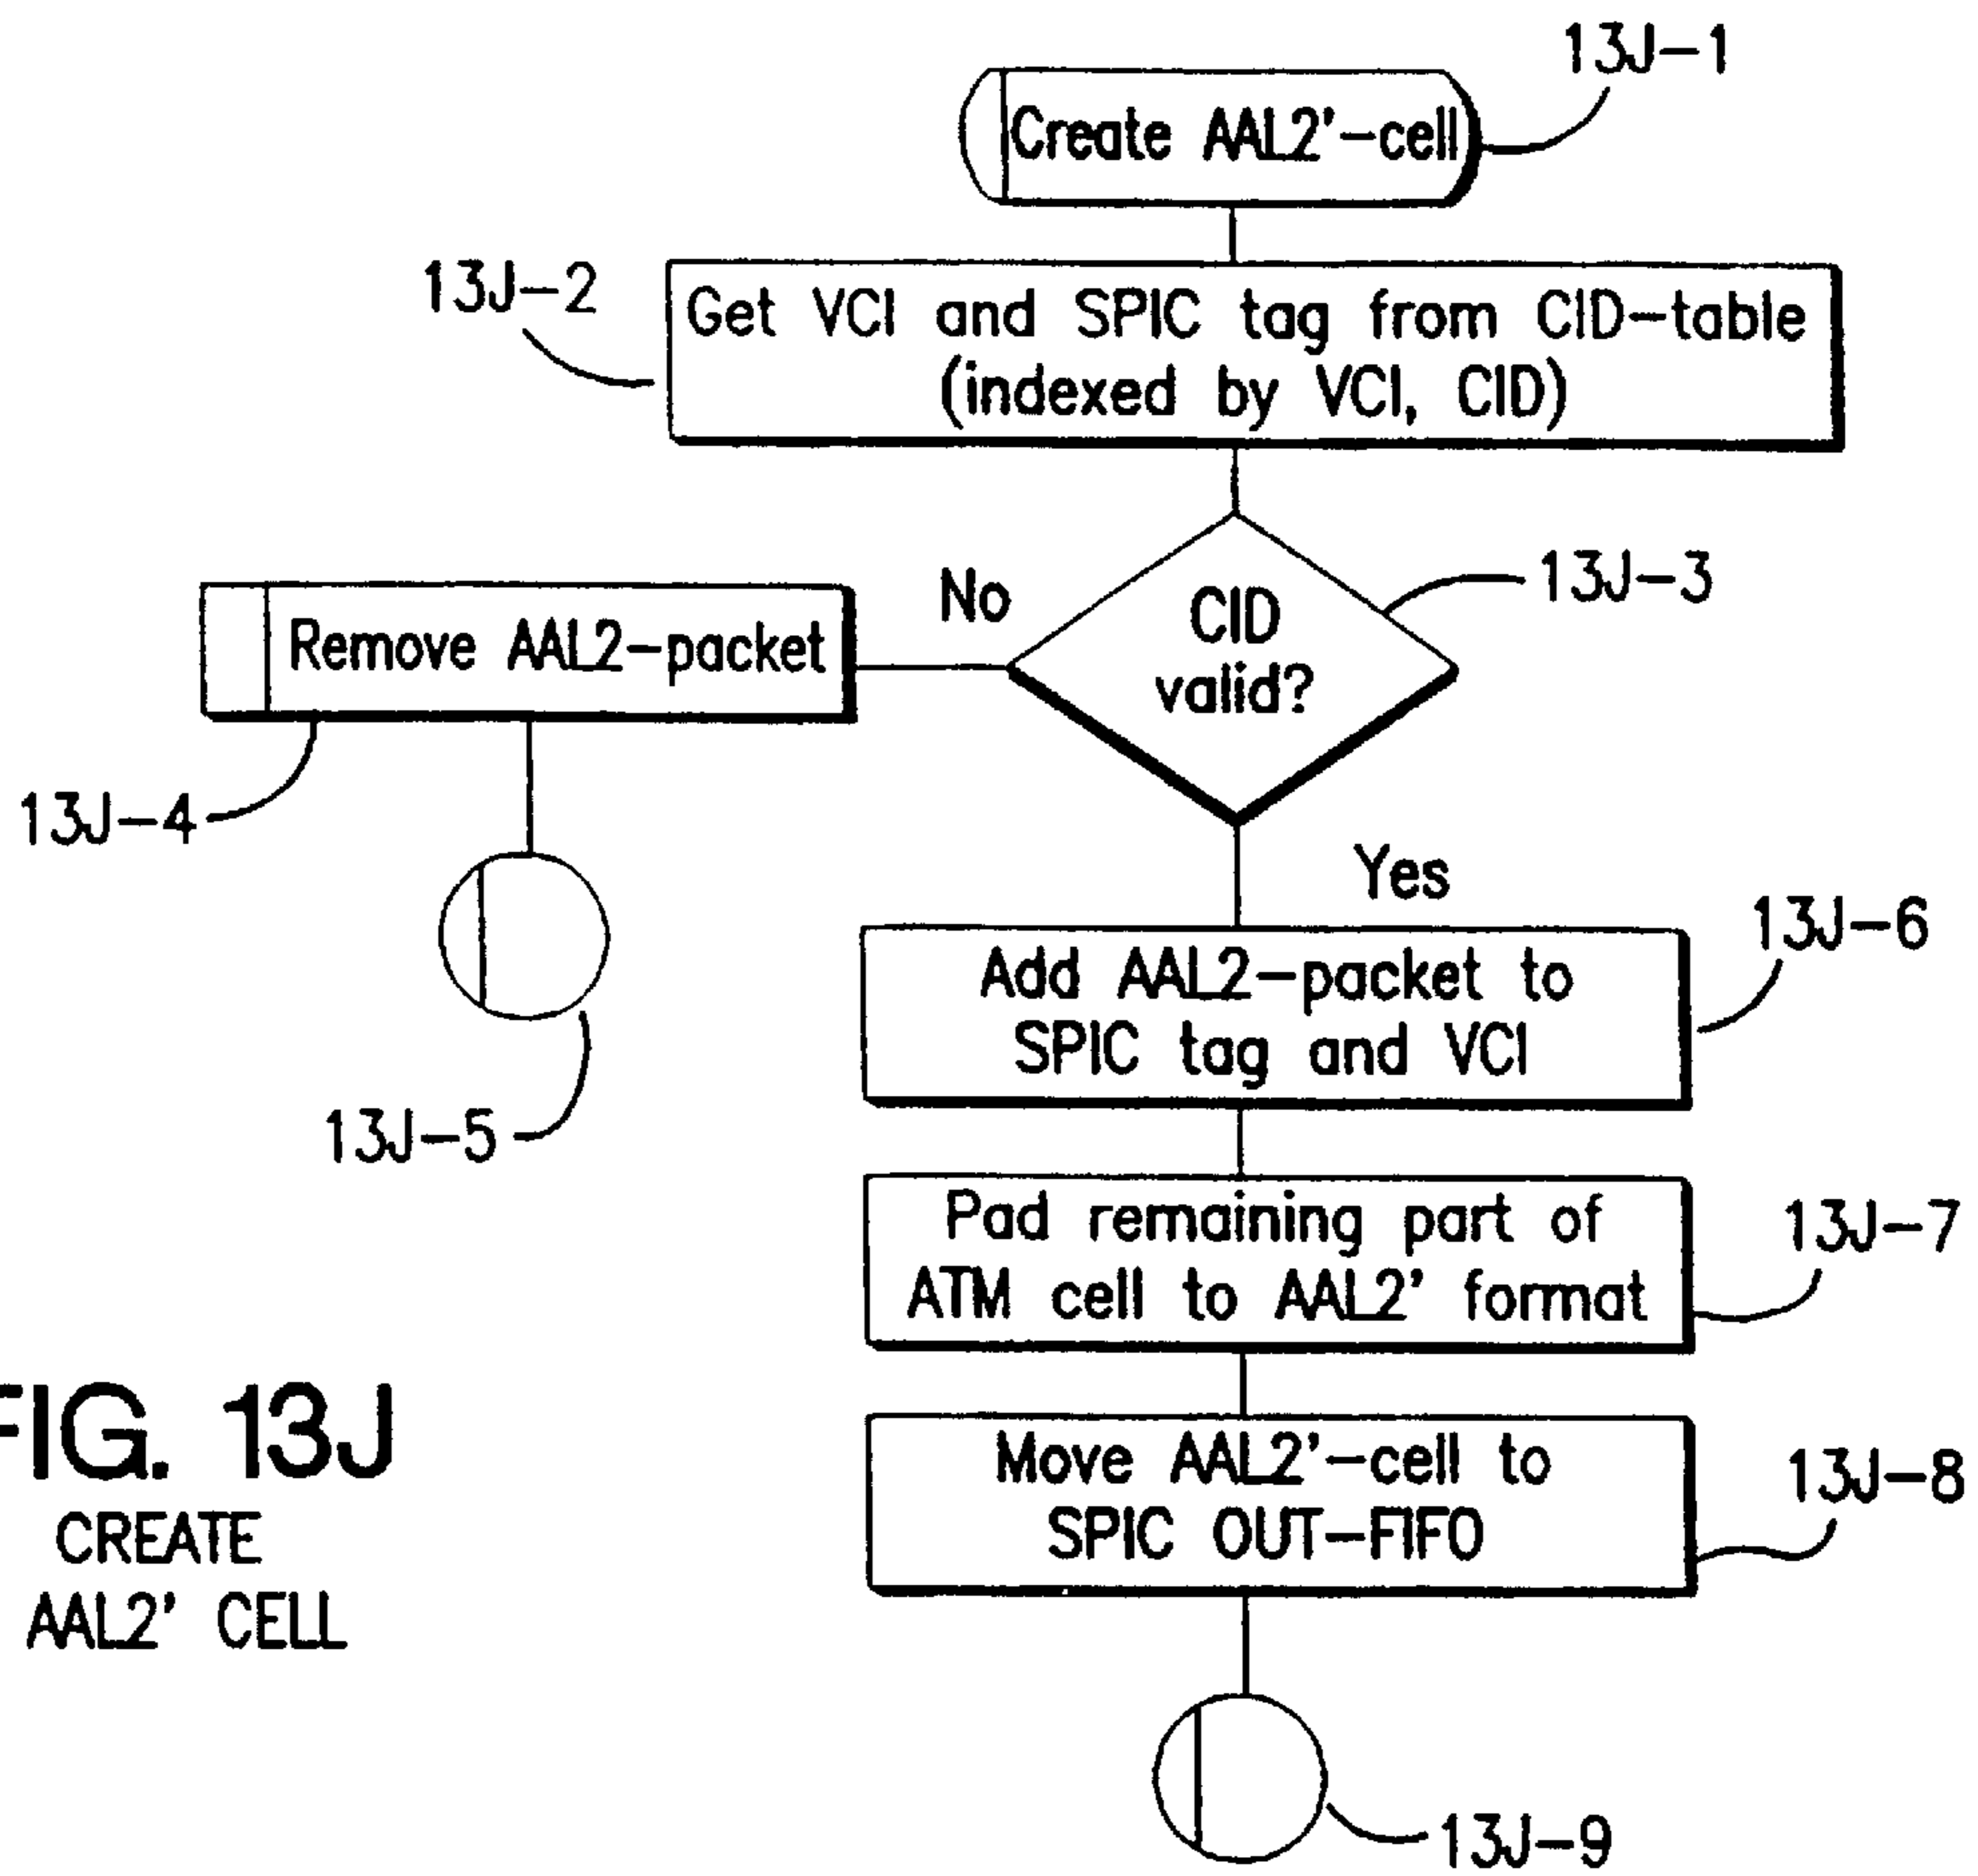 13J-1
Create AAL2'-cell
13J-2
Get VCI and SPIC tag from CID-table
(indexed by VCI, CID)
13J-3
No
CID
valid?
Remove AAL2-packet
13J-4
Yes
13J-5
13J-6
Add AAL2-packet to
SPIC tag and VCI
13J-7
Pad remaining part of
ATM cell to AAL2' format
13J-8
Move AAL2'-cell to
SPIC OUT-FIFO
13J-9
FIG. 13J
CREATE
AAL2' CELL